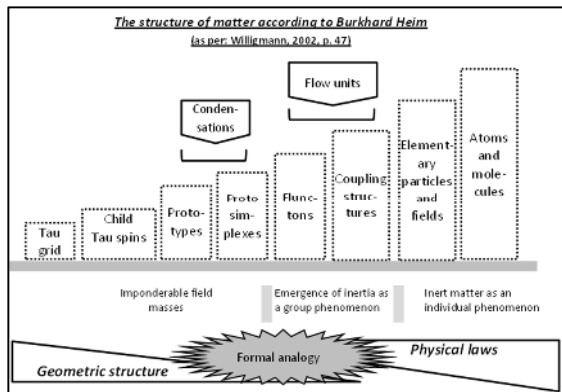 The structure of matter according to Burkhard Heim
(as per: Willigmann, 2002, p. 47)
Flow units
Conden-
sations
Tau
grid
Child
Tau spins
Proto-
types
Proto
sim-
plexes
Flunc-
tons
Coupling
struc-
tures
Element-
ary
particles
and
fields
Atoms
and
mole-
cules
Imponderable field
masses
Emergence of inertia as
a group phenomenon
Inert matter as an
individual phenomenon
Geometric structure
Formal analogy
Physical laws